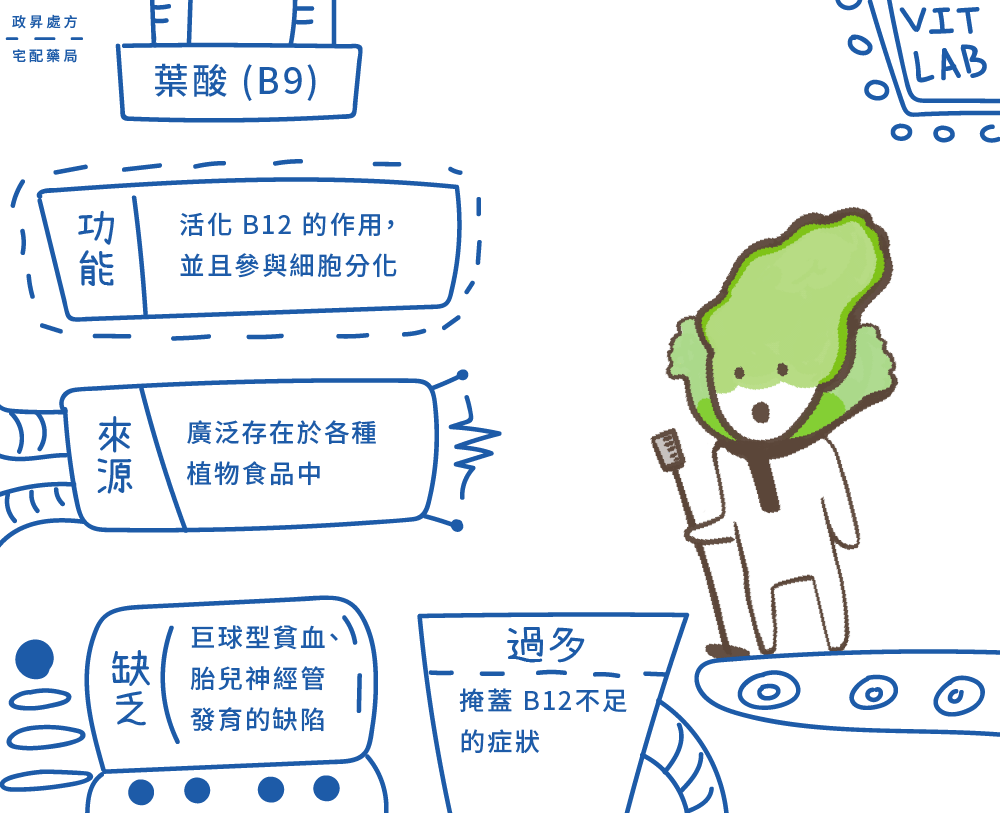 政昇處方
宅配藥局
VIT
LAB
葉酸 (B9)
功能
活化 B12 的作用，
並且參與細胞分化
來源
廣泛存在於各種
植物食品中
缺乏
巨球型貧血、
胎兒神經管
發育的缺陷
過多
掩蓋 B12不足
的症狀